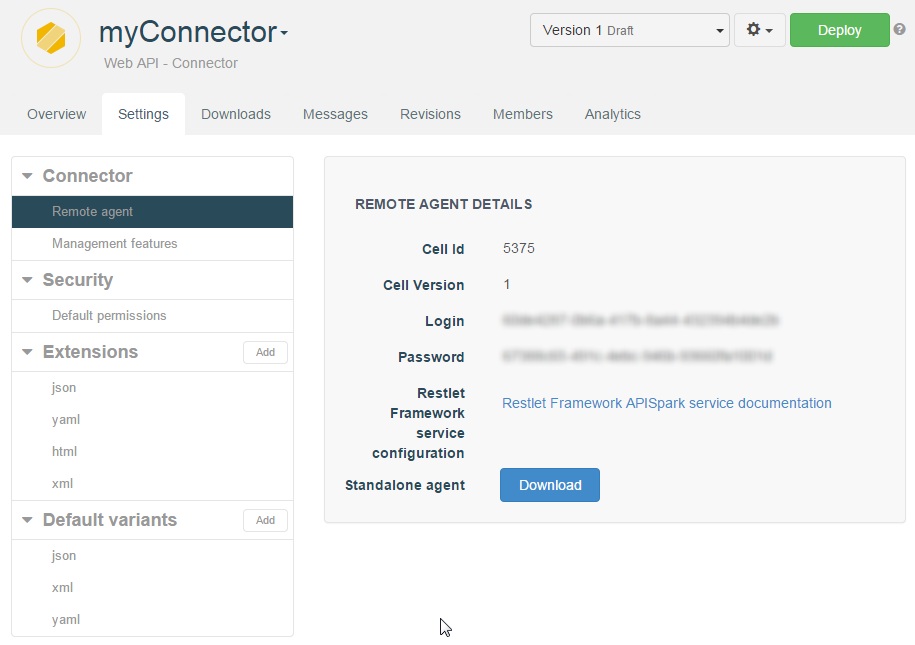 myConnector
Web API - Connector
Version 1 Draft
Deploy
?
Overview Settings Downloads Messages Revisions Members Analytics
Connector
Remote agent
Management features
Security
Default permissions
Extensions Add
json
yaml
html
xml
Default variants Add
json
xml
yaml
REMOTE AGENT DETAILS
Cell Id 5375
Cell Version 1
Login
Password
Restlet
Framework
service
configuration
Restlet Framework APISpark service documentation
Standalone agent Download